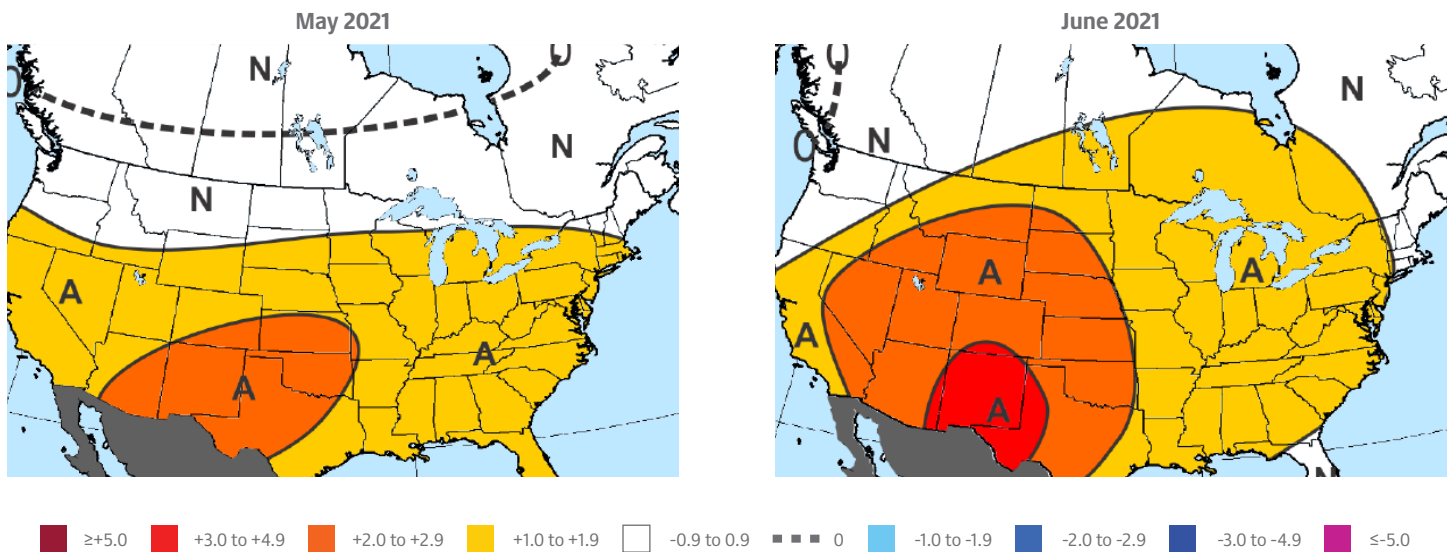 May 2021
June 2021
N
O
O
N
N
A
A
A
O
O
N
N
A
A
A
A
N
≥+5.0
+3.0 to +4.9
+2.0 to +2.9
+1.0 to +1.9
-0.9 to 0.9
0
-1.0 to -1.9
-2.0 to -2.9
-3.0 to -4.9
≤-5.0